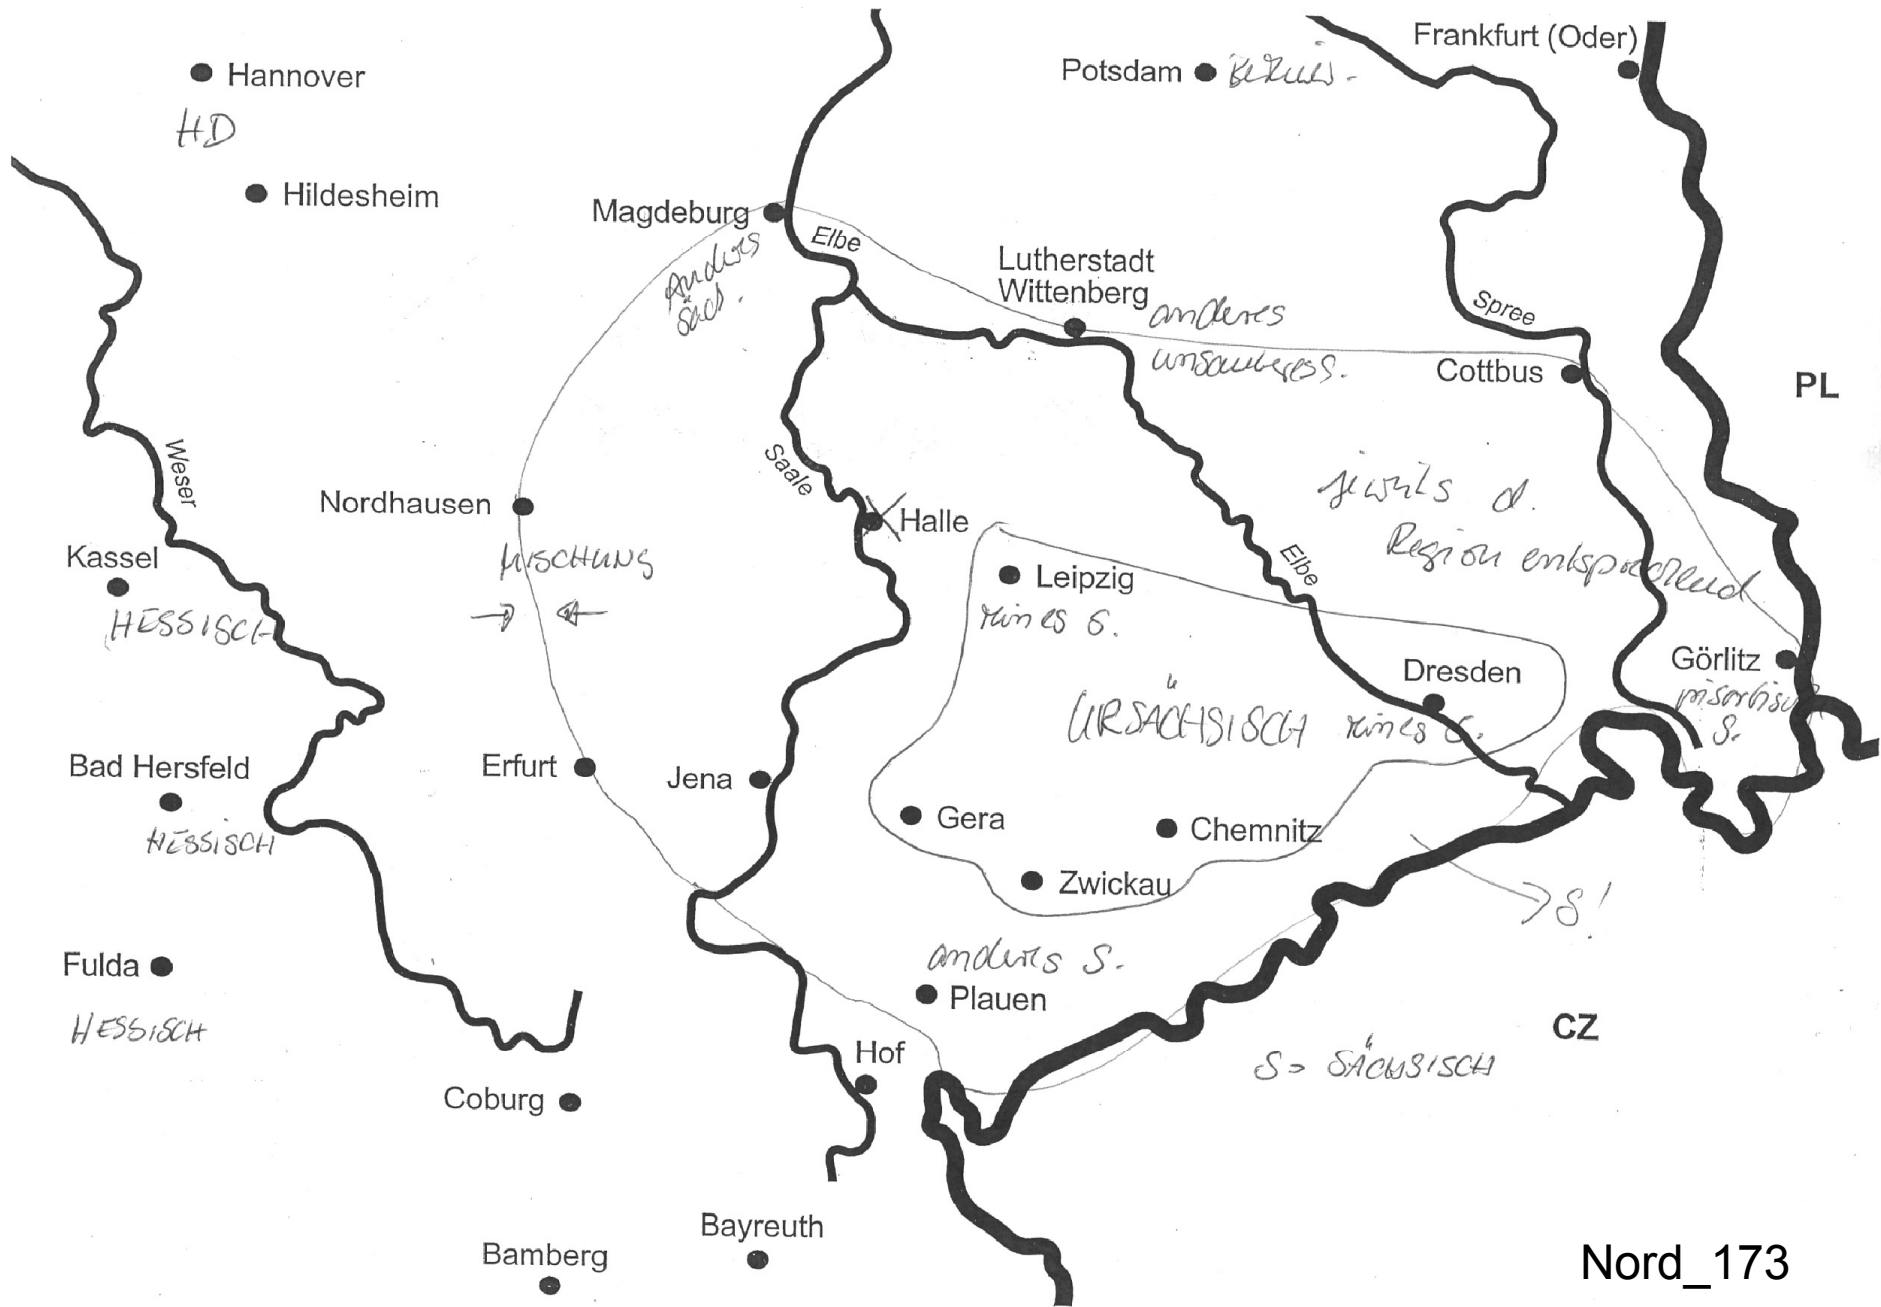 Frankfurt (Oder)
Potsdam
Hannover
HD
Hildesheim
Magdeburg
Elbe
Anderes
Säch.
Lutherstadt
Wittenberg
anderes
unsauberes S.
Spree
Cottbus
PL
Weser
Saale
Nordhausen
Halle
MISCHUNG
jeweils d.
Region entsprechend
Elbe
Kassel
HESSISCH
Leipzig
reines S.
Görlitz
S.
Dresden
URSÄCHSISCH reines S.
Erfurt
Jena
Bad Hersfeld
HESSISCH
Gera
Chemnitz
Zwickau
S!
Fulda
HESSISCH
anderes S.
Plauen
CZ
Hof
S = SÄCHSISCH
Coburg
Bayreuth
Bamberg
Nord_173